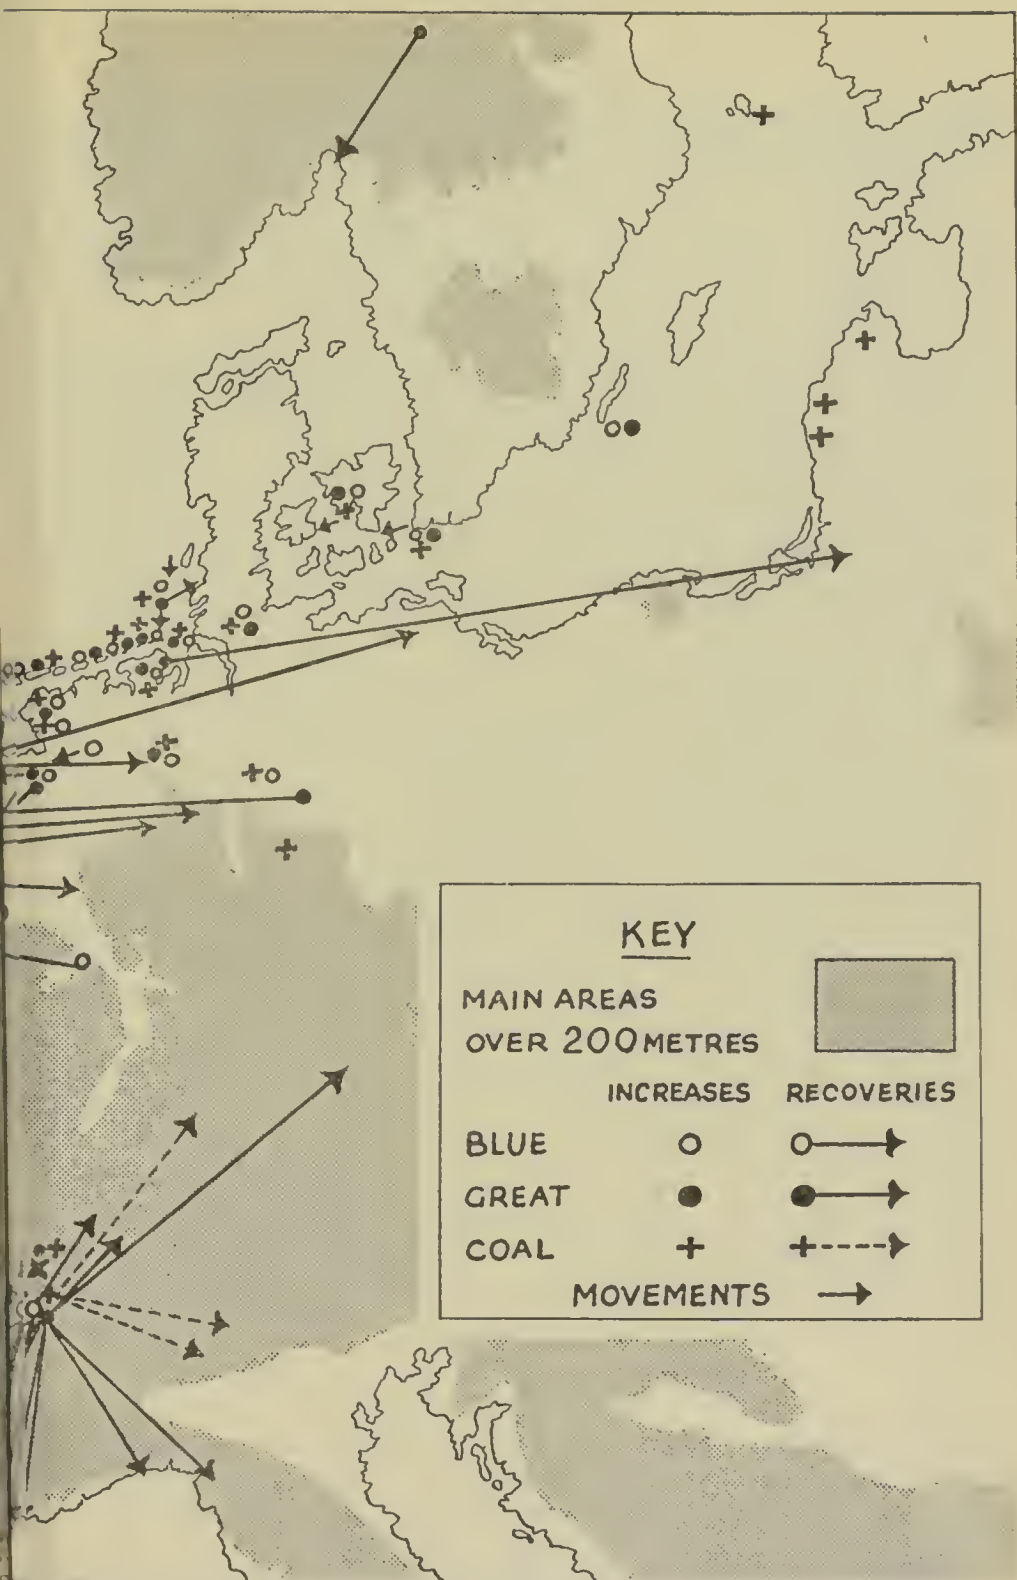 KEY
MAIN AREAS
OVER 200 METRES
INCREASES RECOVERIES
BLUE
GREAT
COAL
MOVEMENTS